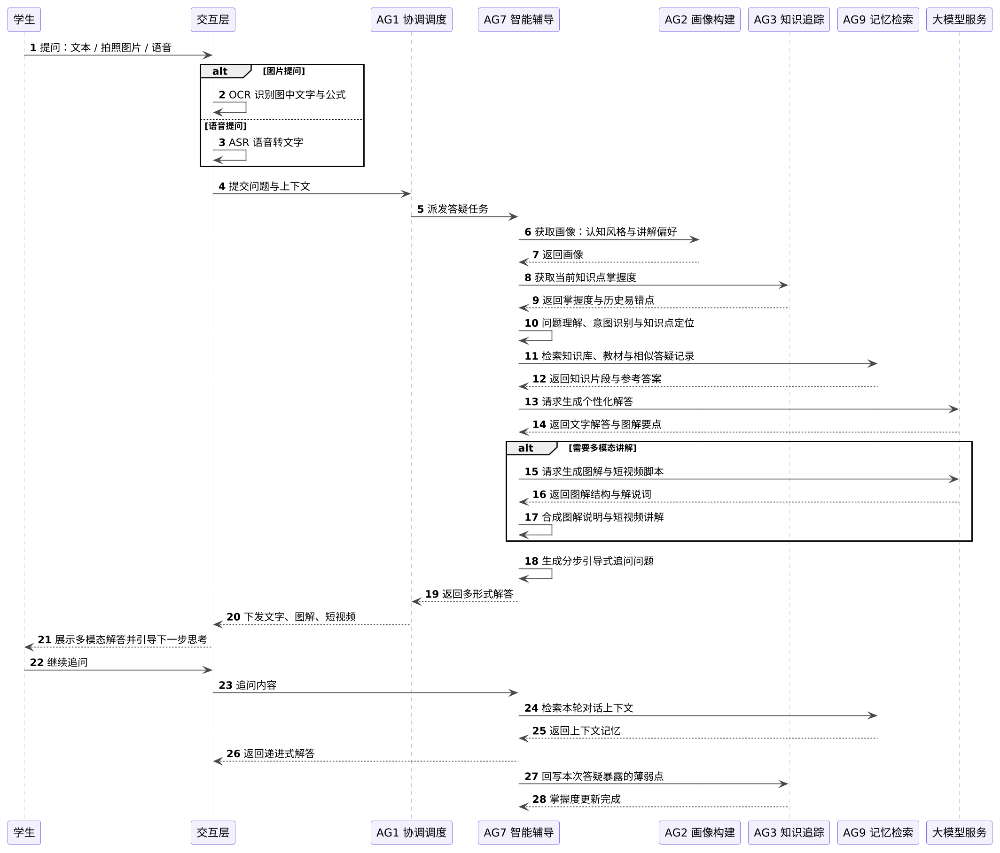 学生 交互层 AG1 协调调度 AG7 智能辅导 AG2 画像构建 AG3 知识追踪 AG9 记忆检索 大模型服务
1 提问：文本 / 拍照图片 / 语音
alt [图片提问]
2 OCR 识别图中文字与公式
[语音提问]
3 ASR 语音转文字
4 提交问题与上下文
5 派发答疑任务
6 获取画像：认知风格与讲解偏好
7 返回画像
8 获取当前知识点掌握度
9 返回掌握度与历史易错点
10 问题理解、意图识别与知识点定位
11 检索知识库、教材与相似答疑记录
12 返回知识片段与参考答案
13 请求生成个性化解答
14 返回文字解答与图解要点
alt [需要多模态讲解]
15 请求生成图解与短视频脚本
16 返回图解结构与解说词
17 合成图解说明与短视频讲解
18 生成分步引导式追问问题
19 返回多形式解答
20 下发文字、图解、短视频
21 展示多模态解答并引导下一步思考
22 继续追问
23 追问内容
24 检索本轮对话上下文
25 返回上下文记忆
26 返回递进式解答
27 回写本次答疑暴露的薄弱点
28 掌握度更新完成
学生 交互层 AG1 协调调度 AG7 智能辅导 AG2 画像构建 AG3 知识追踪 AG9 记忆检索 大模型服务